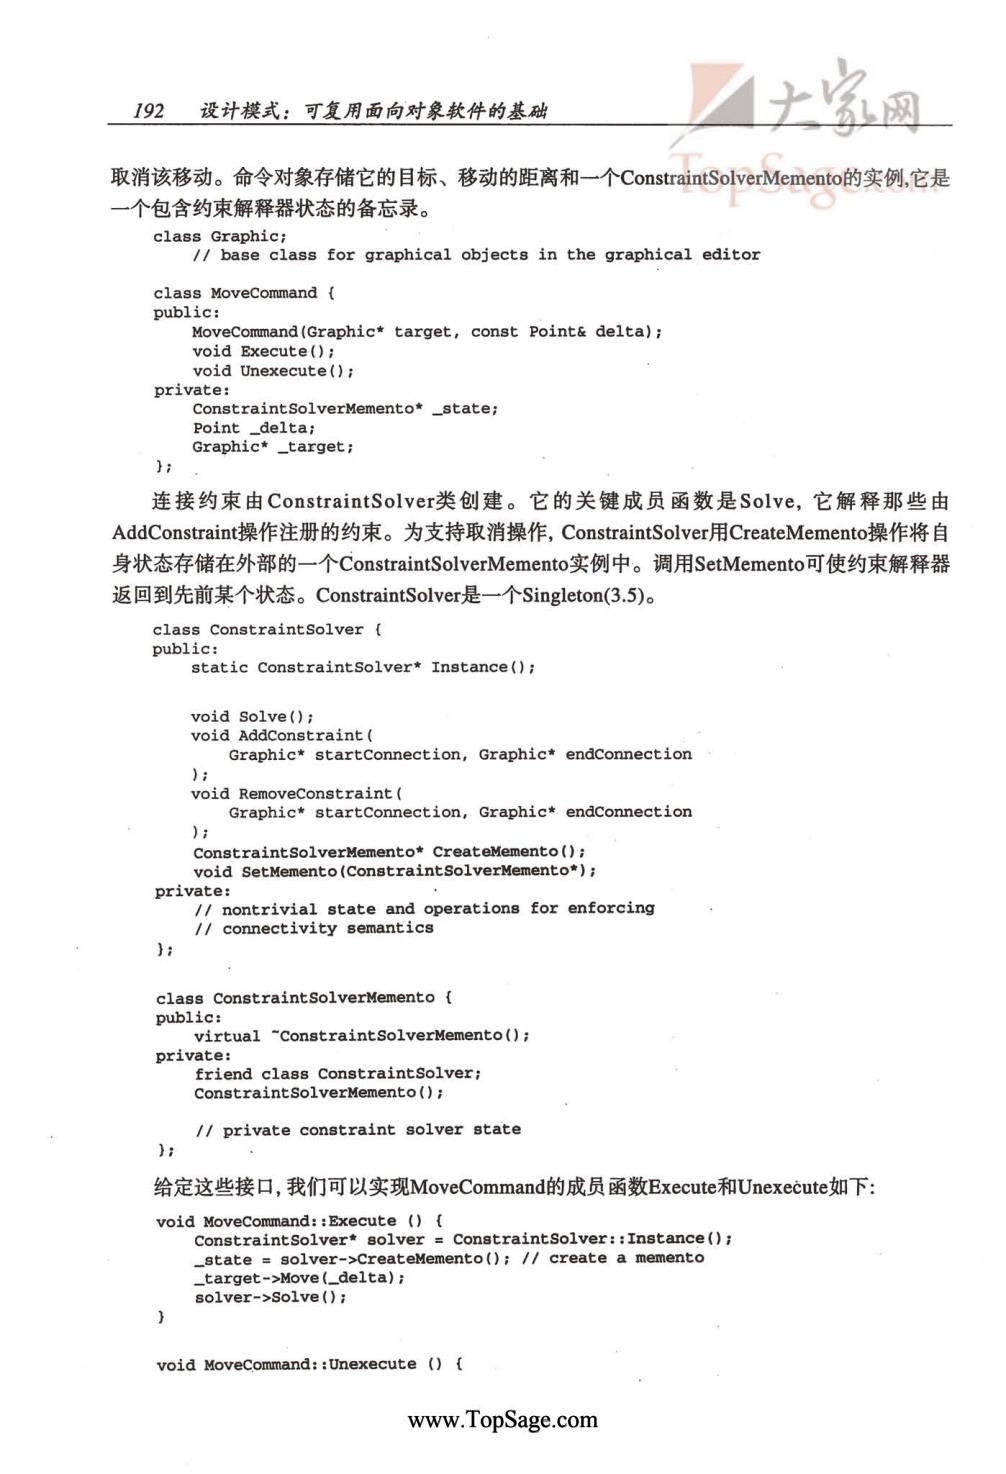 192 设计模式：可复用面向对象软件的基础
大家网
TopSage.com
取消该移动。命令对象存储它的目标、移动的距离和一个ConstraintSolverMemento的实例,它是
一个包含约束解释器状态的备忘录。
class Graphic;
// base class for graphical objects in the graphical editor
class MoveCommand {
public:
MoveCommand(Graphic* target, const Point& delta);
void Execute();
void Unexecute();
private:
ConstraintSolverMemento* _state;
Point _delta;
Graphic* _target;
};
连接约束由ConstraintSolver类创建。它的关键成员函数是Solve, 它解释那些由
AddConstraint操作注册的约束。为支持取消操作, ConstraintSolver用CreateMemento操作将自
身状态存储在外部的一个ConstraintSolverMemento实例中。调用SetMemento可使约束解释器
返回到先前某个状态。ConstraintSolver是一个Singleton(3.5)。
class ConstraintSolver {
public:
static ConstraintSolver* Instance();
void Solve();
void AddConstraint(
Graphic* startConnection, Graphic* endConnection
);
void RemoveConstraint(
Graphic* startConnection, Graphic* endConnection
);
ConstraintSolverMemento* CreateMemento();
void SetMemento(ConstraintSolverMemento*);
private:
// nontrivial state and operations for enforcing
// connectivity semantics
};
class ConstraintSolverMemento {
public:
virtual ~ConstraintSolverMemento();
private:
friend class ConstraintSolver;
ConstraintSolverMemento();
// private constraint solver state
};
给定这些接口, 我们可以实现MoveCommand的成员函数Execute和Unexecute如下:
void MoveCommand::Execute () {
ConstraintSolver* solver = ConstraintSolver::Instance();
_state = solver->CreateMemento(); // create a memento
_target->Move(_delta);
solver->Solve();
}
void MoveCommand::Unexecute () {
www.TopSage.com